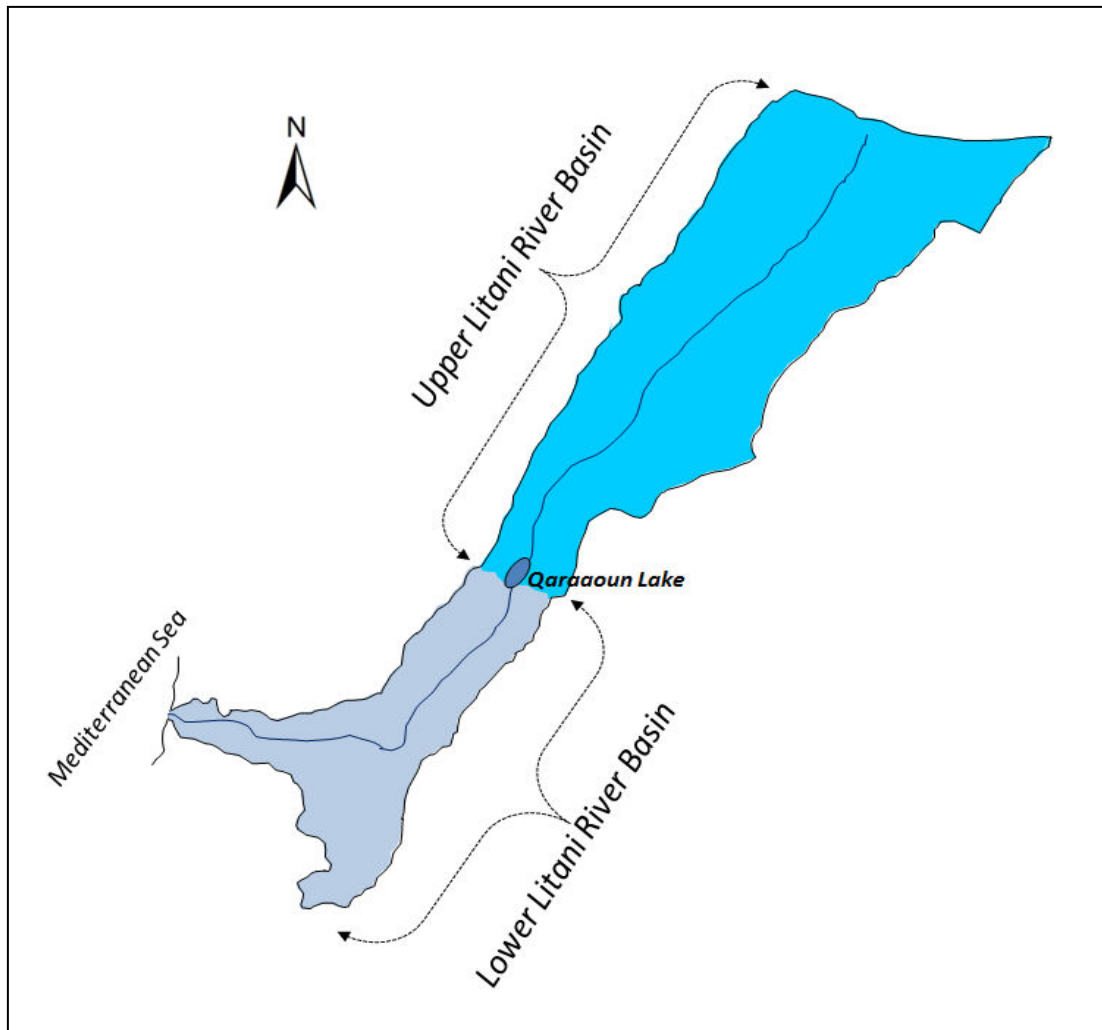 N
Upper Litani River Basin
Qaraaoun Lake
Mediterranean Sea
Lower Litani River Basin